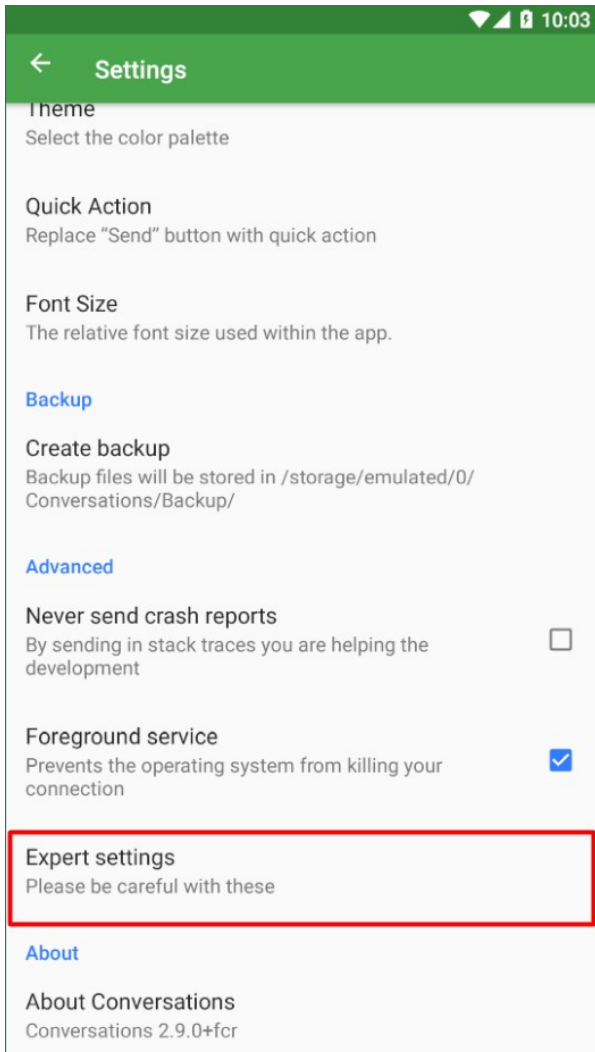 10:03
Settings
Theme
Select the color palette
Quick Action
Replace “Send” button with quick action
Font Size
The relative font size used within the app.
Backup
Create backup
Backup files will be stored in /storage/emulated/0/
Conversations/Backup/
Advanced
Never send crash reports
By sending in stack traces you are helping the
development
Foreground service
Prevents the operating system from killing your
connection
Expert settings
Please be careful with these
About
About Conversations
Conversations 2.9.0+fcr